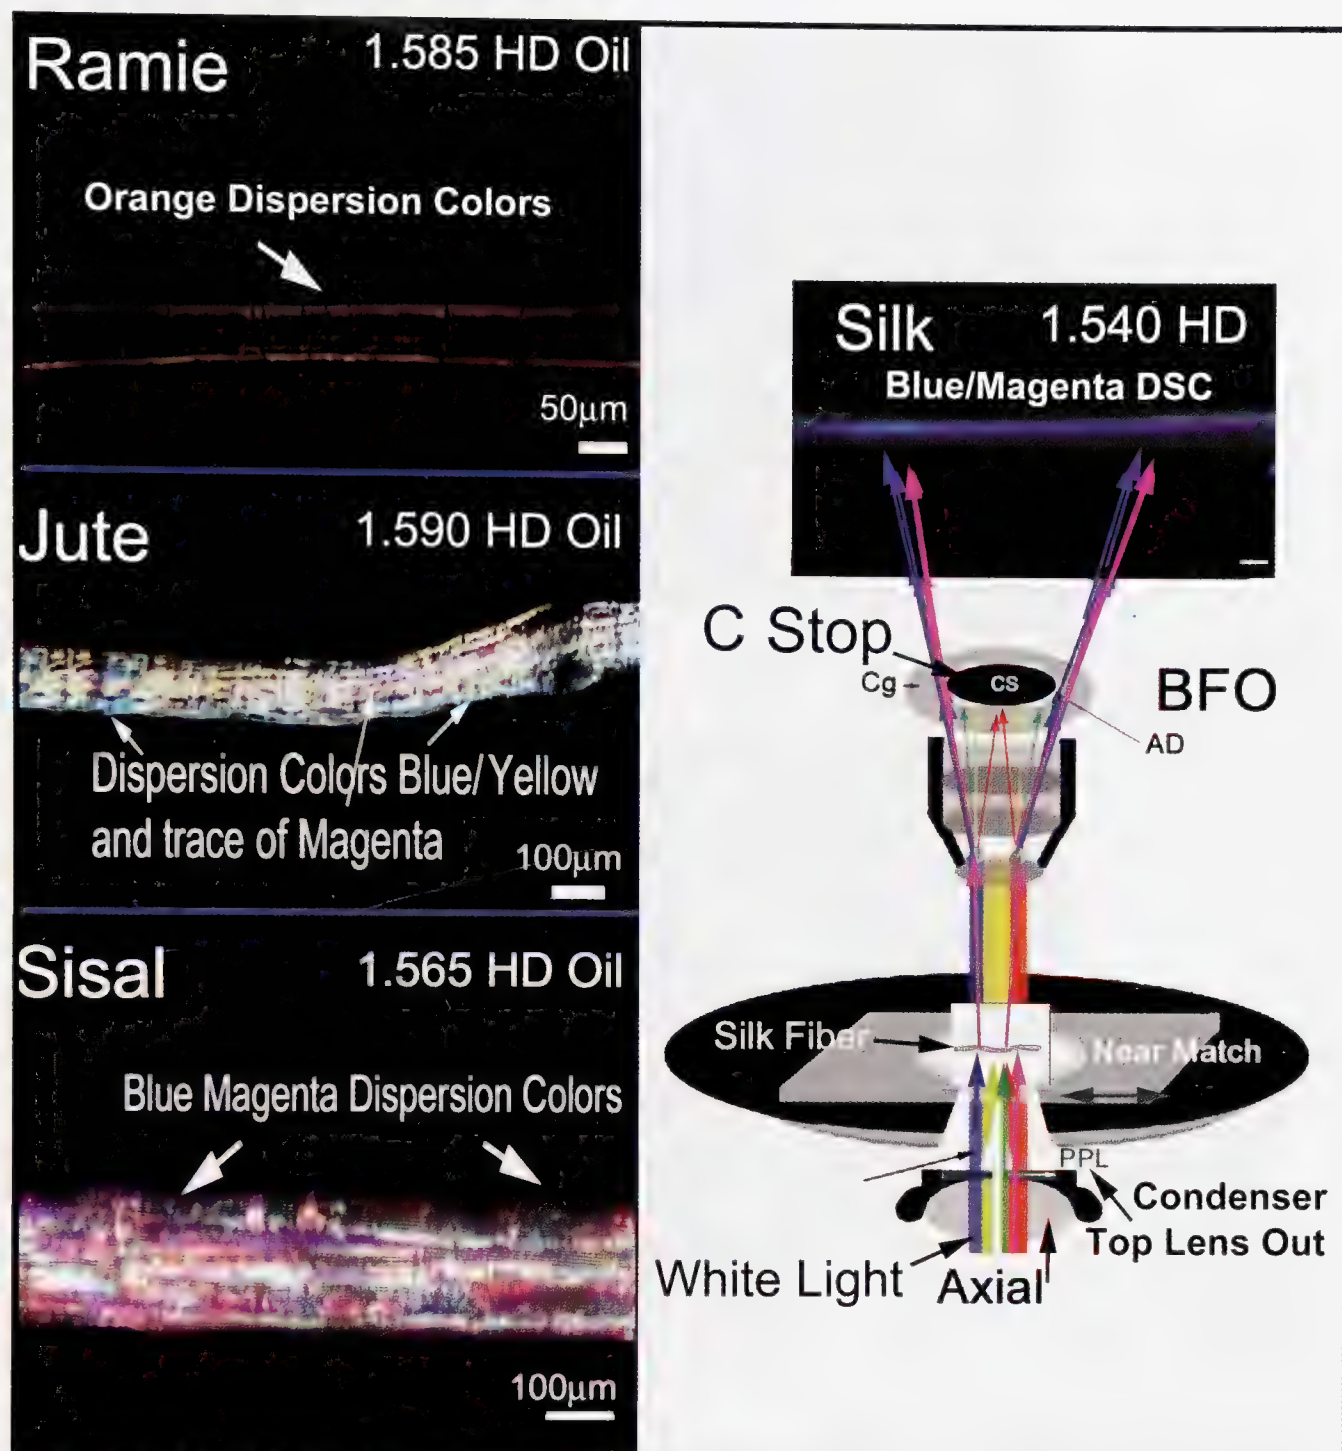 Ramie
1.585 HD Oil
Orange Dispersion Colors
50µm
Jute
1.590 HD Oil
Dispersion Colors Blue/Yellow
and trace of Magenta
100µm
Sisal
1.565 HD Oil
Blue Magenta Dispersion Colors
100µm
Silk
1.540 HD
Blue/Magenta DSC
C Stop
Cg
CS
BFO
AD
Silk Fiber
Near Match
PPL
Condenser
Top Lens Out
White Light
Axial